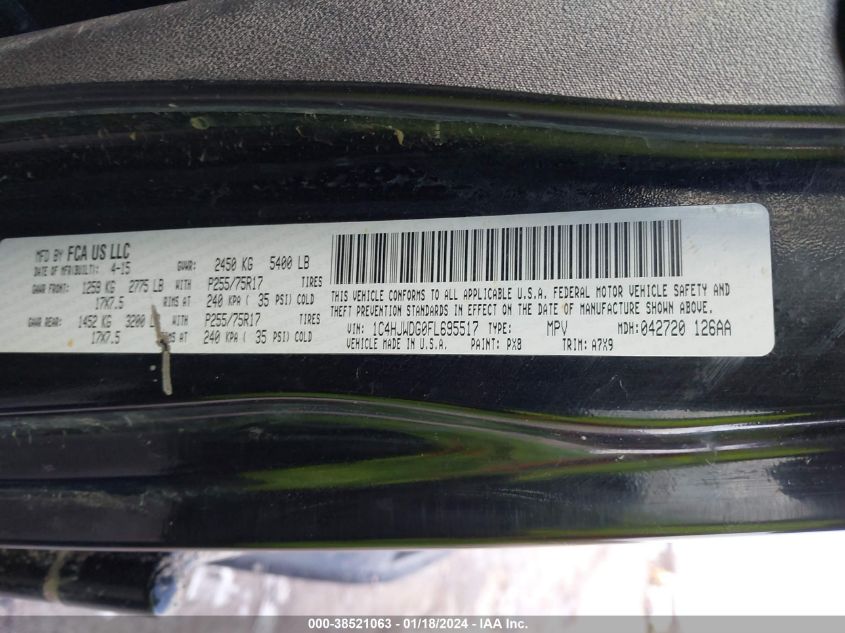 MFD BY FCA US LLC
DATE OF MFR(BUILT): 4-15 GVWR: 2450 KG 5400 LB
GAWR FRONT: 1259 KG 2775 LB WITH P255/75R17 TIRES
17X7.5 RIMS AT 240 KPA ( 35 PSI) COLD
GAWR REAR: 1452 KG 3200 L WITH P255/75R17 TIRES
17X7.5 RIMS AT 240 KPA ( 35 PSI) COLD
THIS VEHICLE CONFORMS TO ALL APPLICABLE U.S.A. FEDERAL MOTOR VEHICLE SAFETY AND
THEFT PREVENTION STANDARDS IN EFFECT ON THE DATE OF MANUFACTURE SHOWN ABOVE.
VIN: 1C4HJWDG0FL695517 TYPE: MPV MDH: 042720 126AA
VEHICLE MADE IN U.S.A. PAINT: PX8 TRIM: A7X9
000-38521063 - 01/18/2024 - IAA Inc.